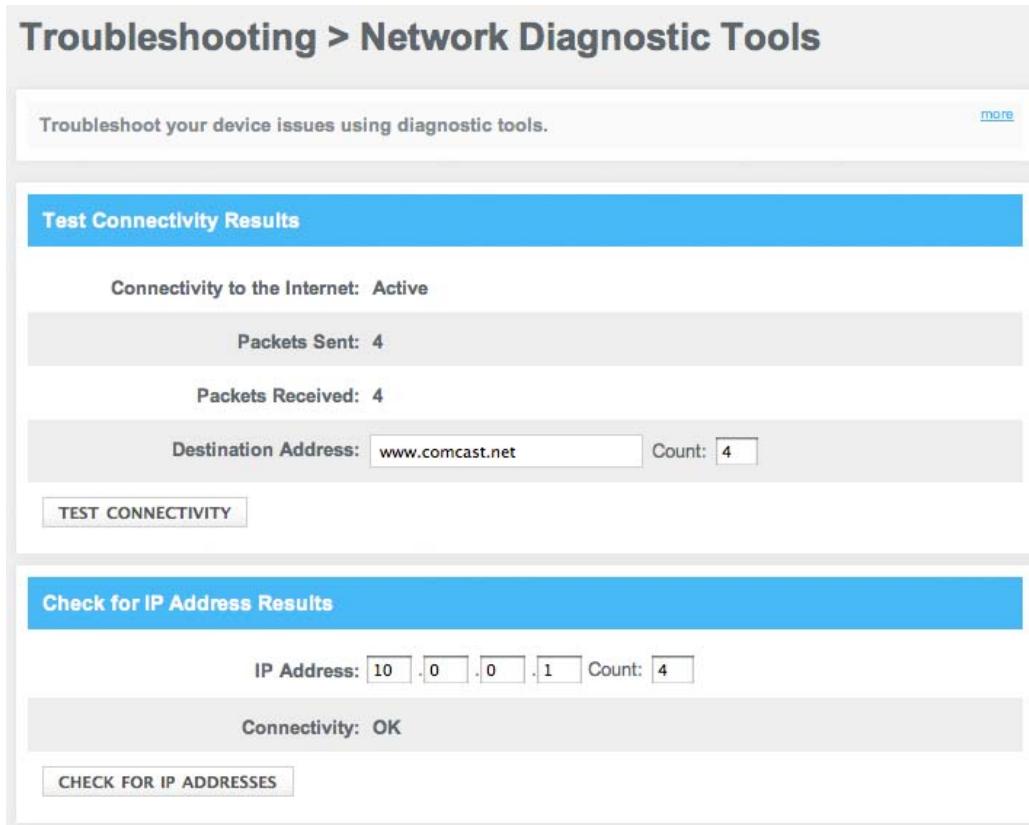 Troubleshooting > Network Diagnostic Tools
Troubleshoot your device issues using diagnostic tools. more
Test Connectivity Results
Connectivity to the Internet: Active
Packets Sent: 4
Packets Received: 4
Destination Address: www.comcast.net Count: 4
TEST CONNECTIVITY
Check for IP Address Results
IP Address: 10 .0 .0 .1 Count: 4
Connectivity: OK
CHECK FOR IP ADDRESSES